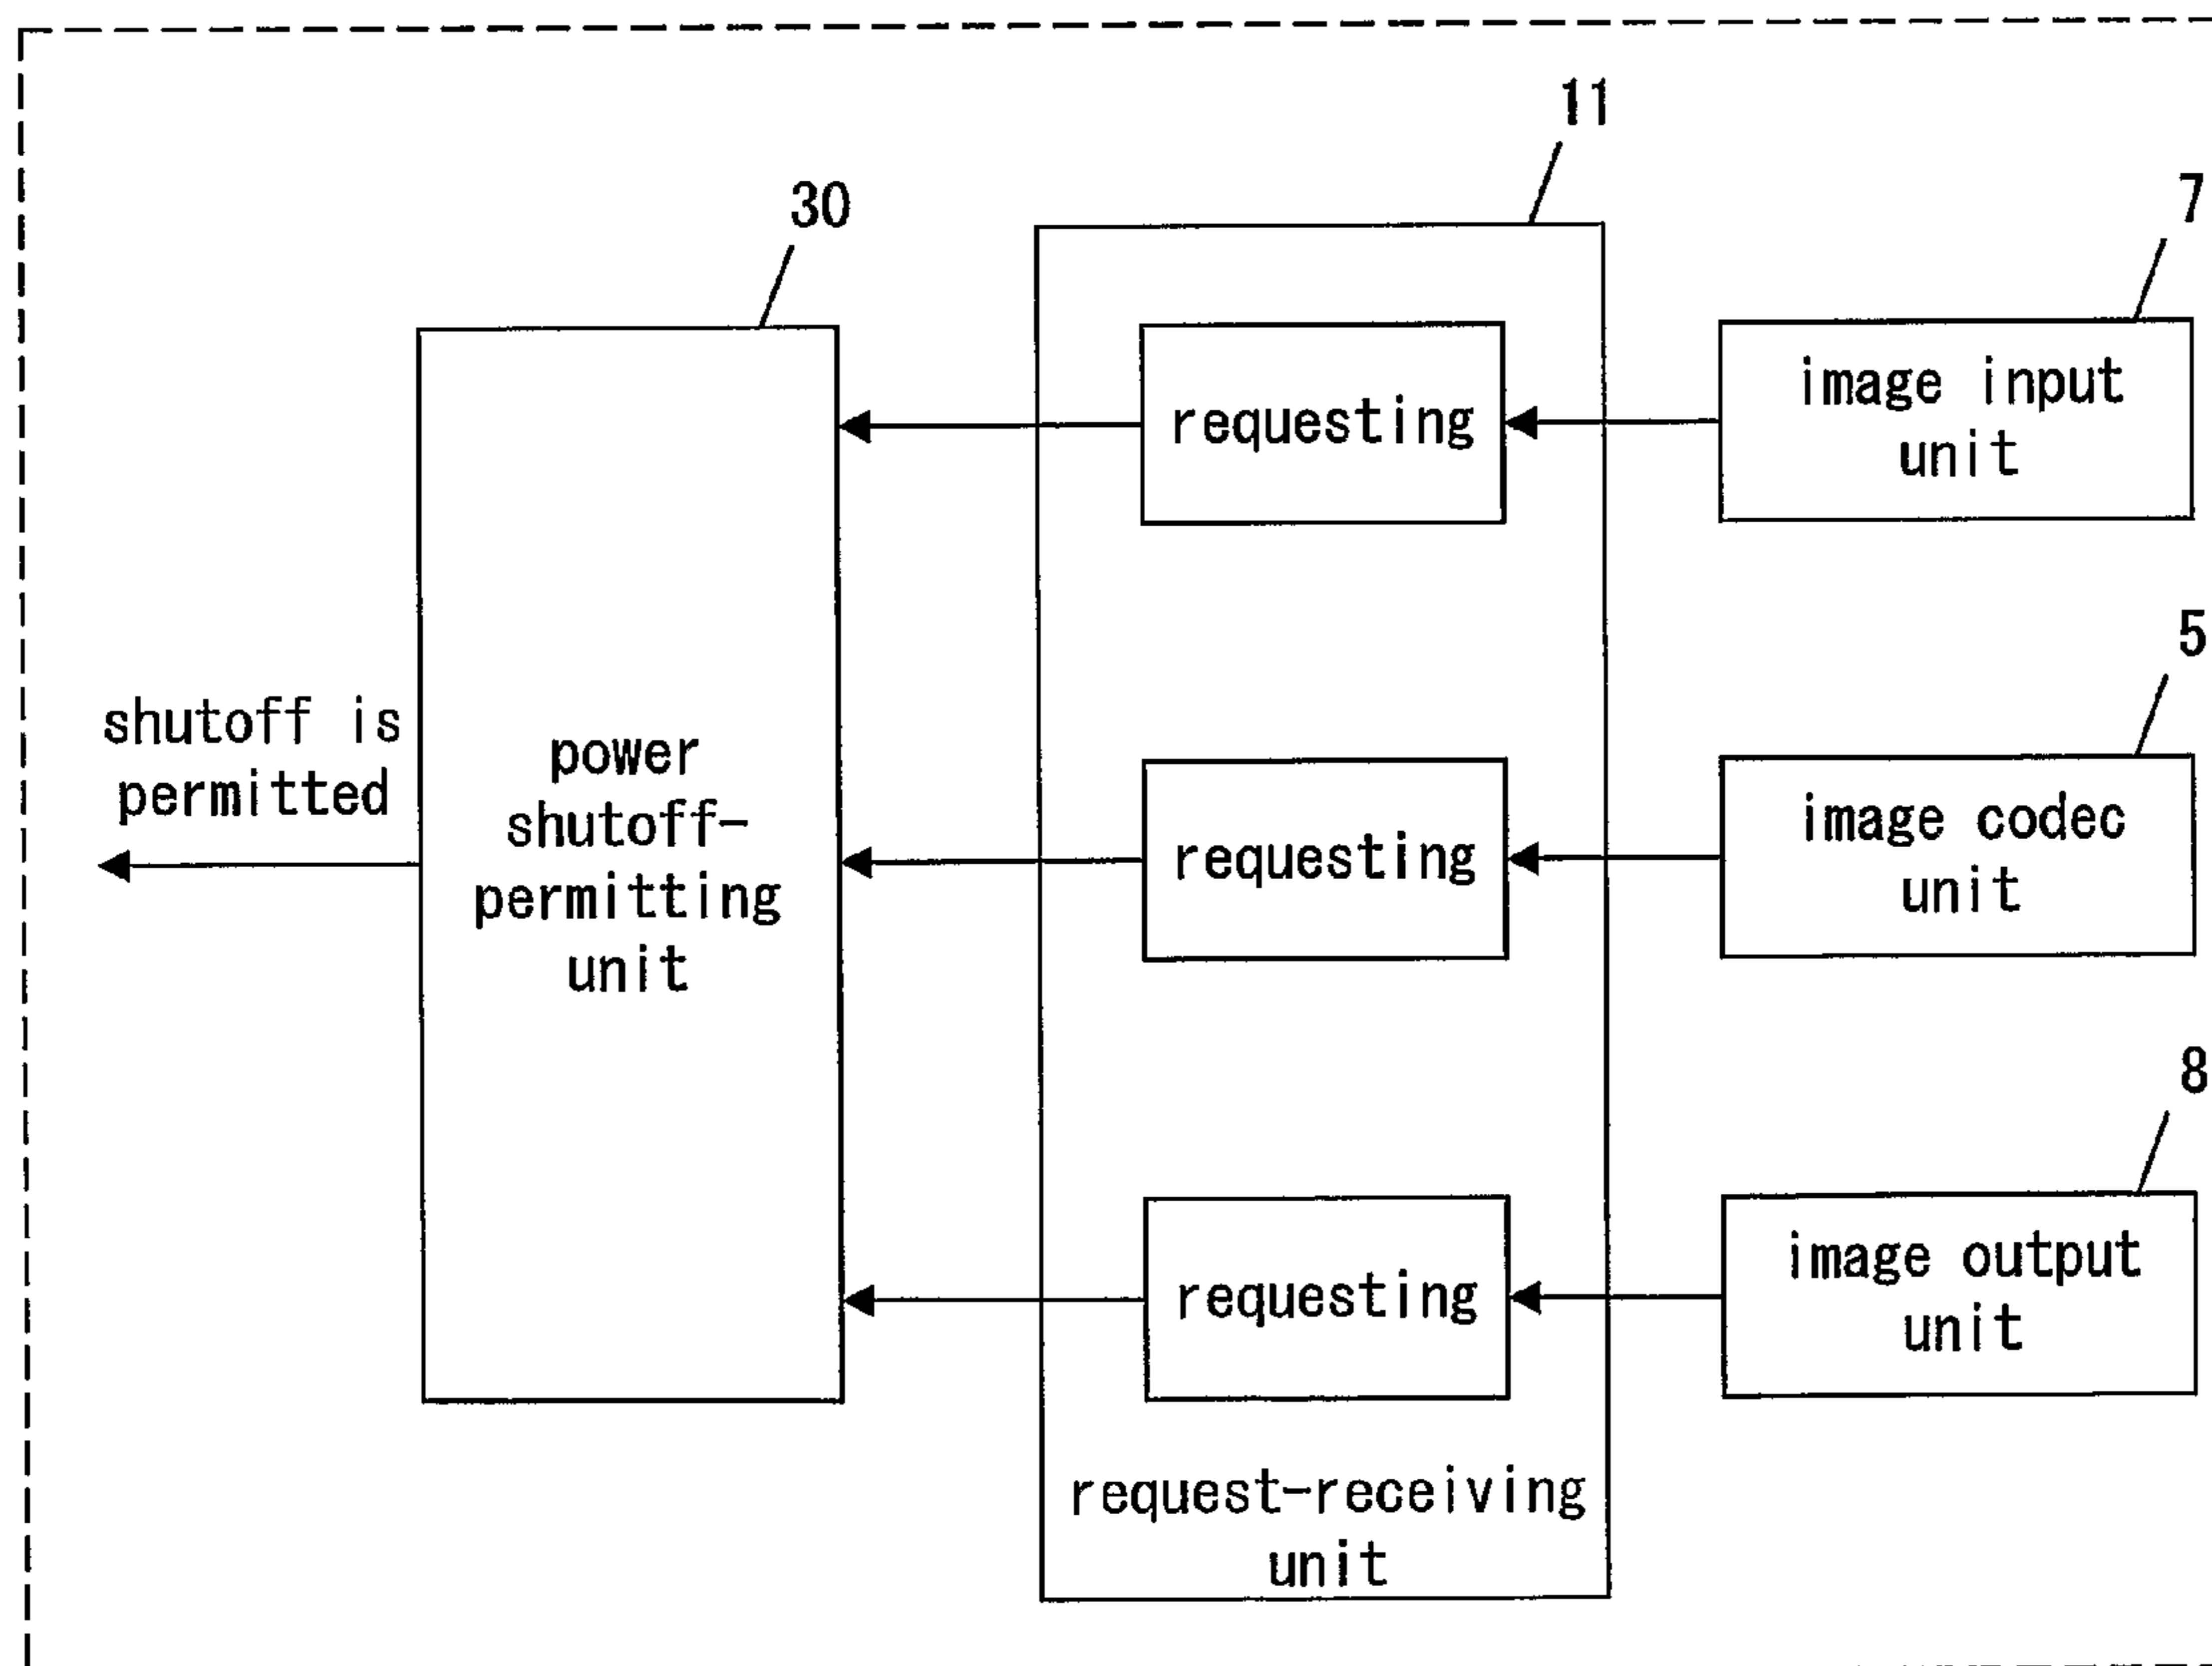 11
30
7
requesting
image input
unit
5
shutoff is
permitted
power
shutoff-
permitting
unit
requesting
image codec
unit
8
requesting
image output
unit
request-receiving
unit